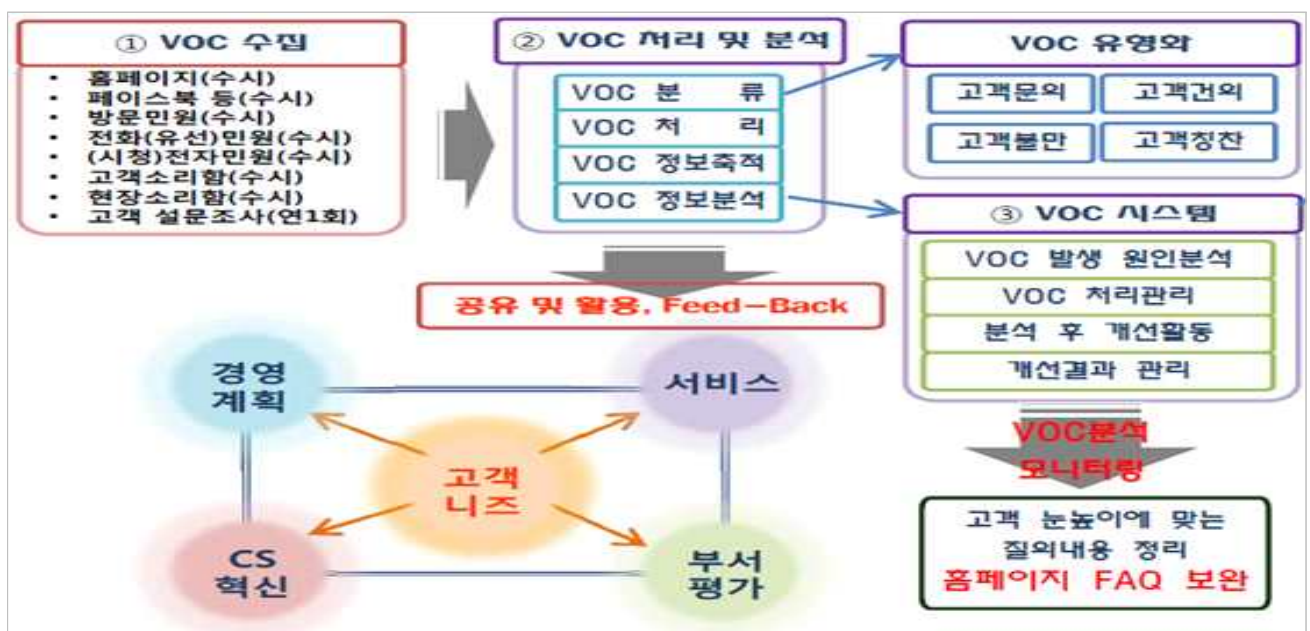 ① VOC 수집
• 홈페이지(수시)
• 페이스북 등(수시)
• 방문민원(수시)
• 전화(유선)민원(수시)
• (시청)전자민원(수시)
• 고객소리함(수시)
• 현장소리함(수시)
• 고객 설문조사(연1회)
② VOC 처리 및 분석
VOC 분 류
VOC 처 리
VOC 정보축적
VOC 정보분석
VOC 유형화
고객문의
고객건의
고객불만
고객칭찬
③ VOC 시스템
VOC 발생 원인분석
VOC 처리관리
분석 후 개선활동
개선결과 관리
공유 및 활용, Feed-Back
경영
계획
서비스
고객
니즈
CS
혁신
부서
평가
VOC분석
모니터링
고객 눈높이에 맞는
질의내용 정리
홈페이지 FAQ 보완